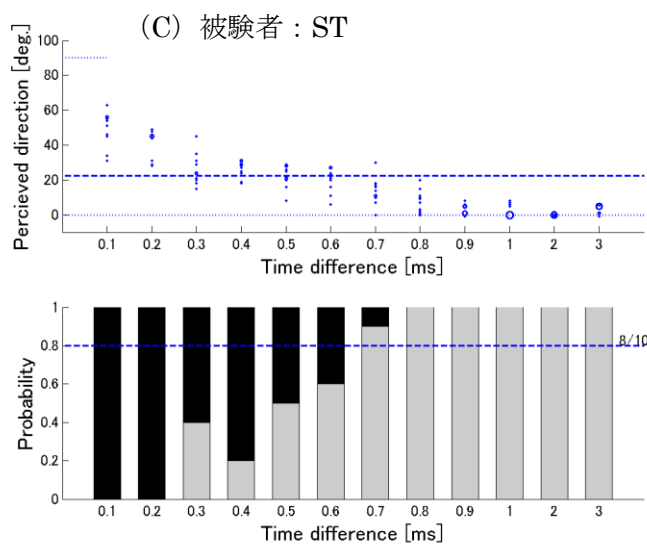 (C) 被験者：ST
Percieved direction [deg.]
100
80
60
40
20
0
0.1 0.2 0.3 0.4 0.5 0.6 0.7 0.8 0.9 1 2 3
Time difference [ms]
Probability
1
0.8
0.6
0.4
0.2
0
8/10
0.1 0.2 0.3 0.4 0.5 0.6 0.7 0.8 0.9 1 2 3
Time difference [ms]